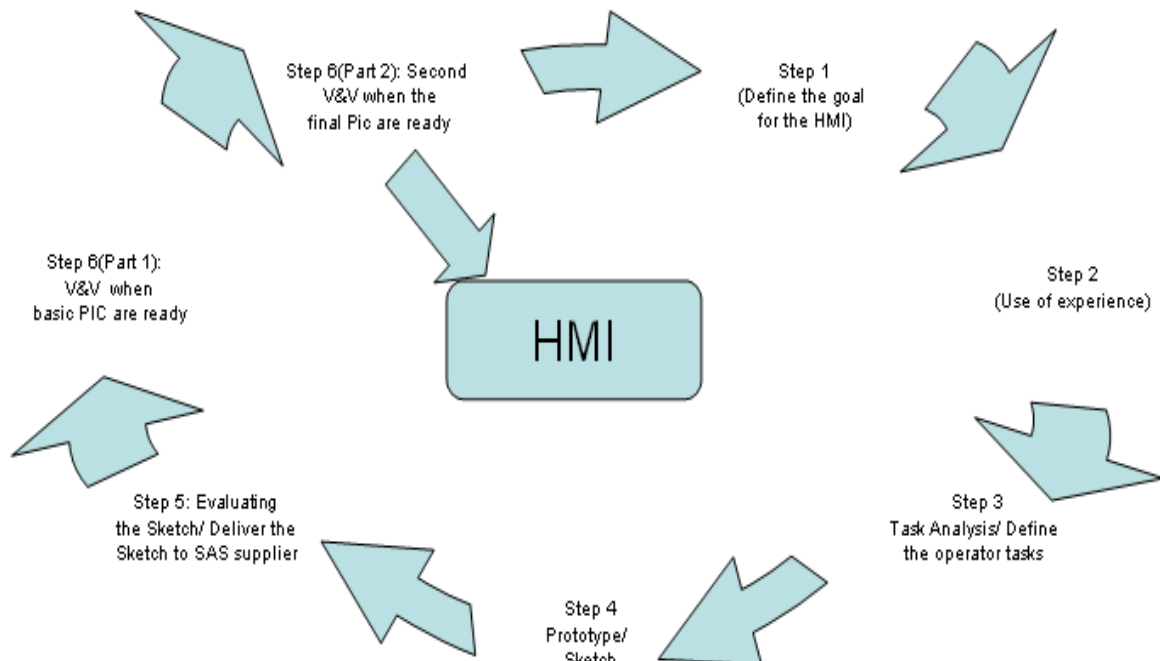 Step 6(Part 2): Second
V&V when the
final Pic are ready
Step 1
(Define the goal
for the HMI)
Step 2
(Use of experience)
Step 3
Task Analysis/ Define
the operator tasks
Step 4
Prototype/
Sketch
Step 5: Evaluating
the Sketch/ Deliver the
Sketch to SAS supplier
Step 6(Part 1):
V&V when
basic PIC are ready
HMI